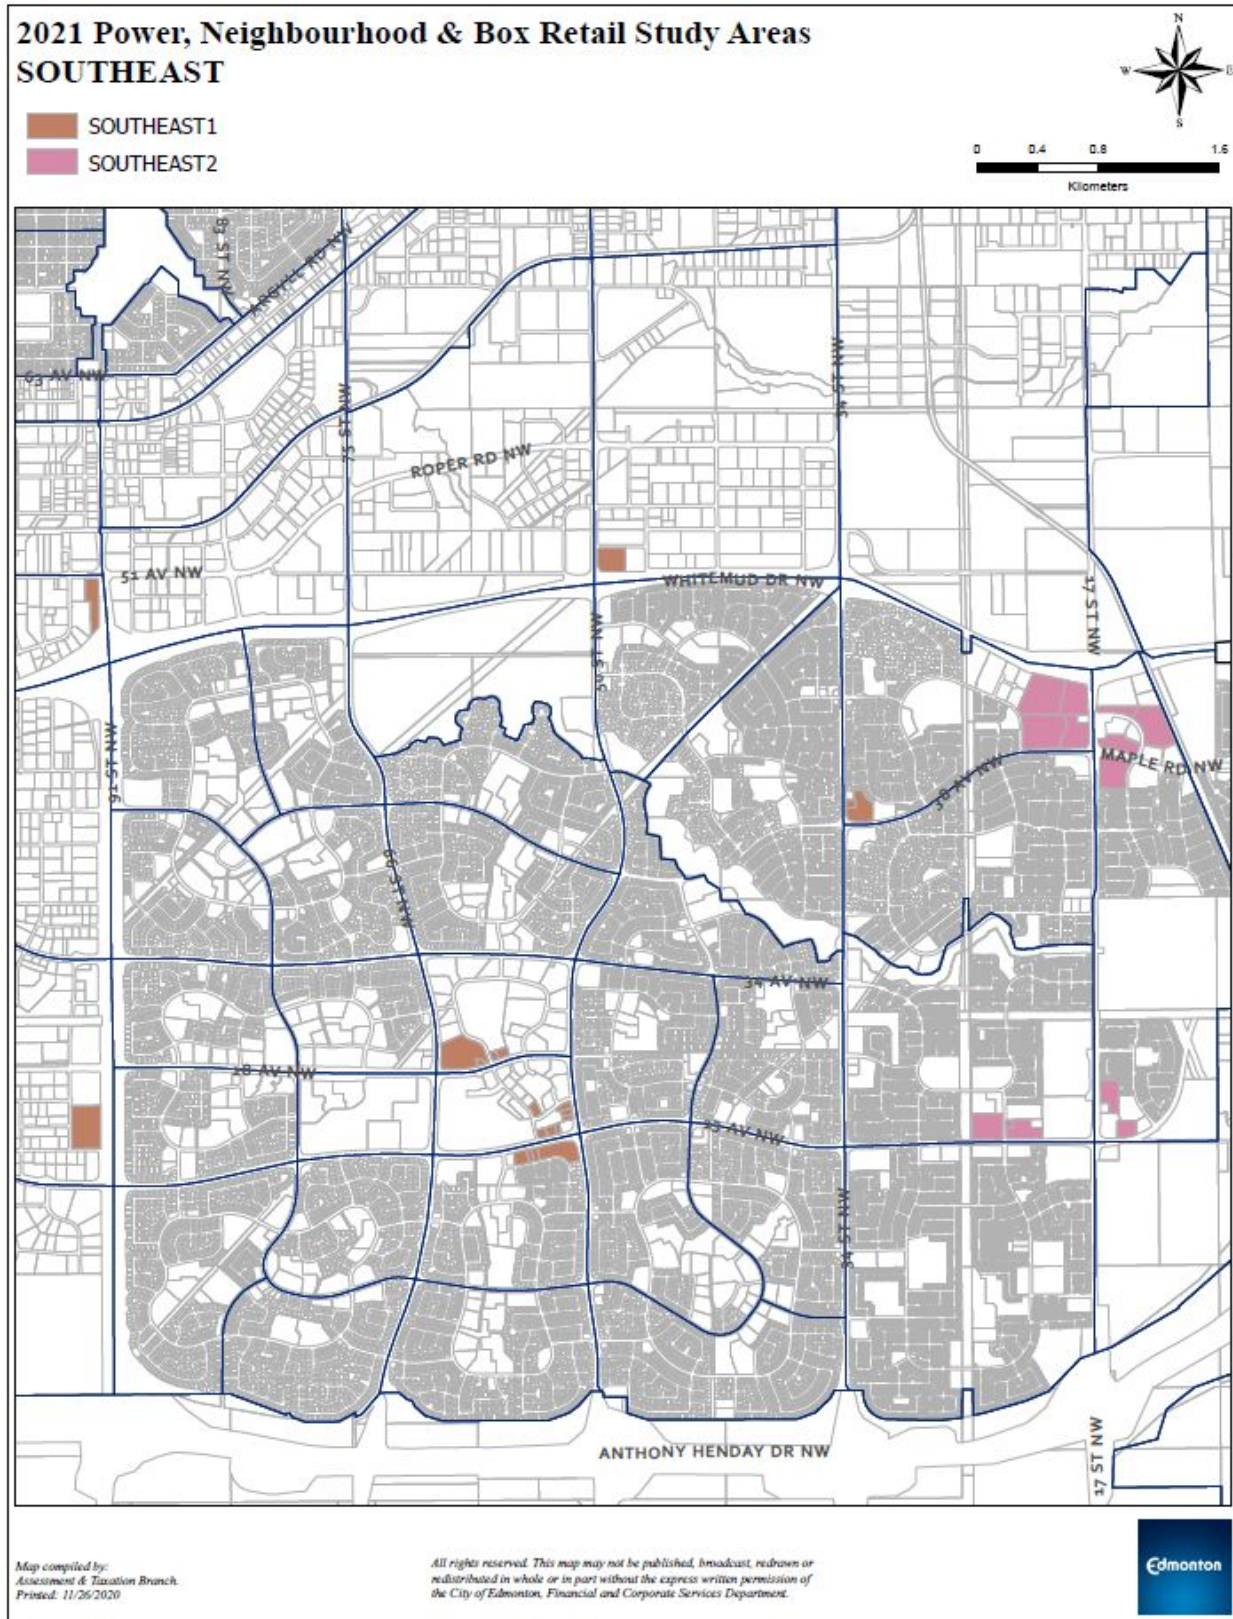 2021 Power, Neighbourhood & Box Retail Study Areas
SOUTHEAST
N
W
E
S
SOUTHEAST1
SOUTHEAST2
0 0.4 0.8 1.6
Kilometers
83 ST NW
ARGYLL RD NW
63 AV NW
75 ST NW
34 ST NW
ROPER RD NW
51 AV NW
WHITEMUD DR NW
17 ST NW
50 ST NW
91 ST NW
MAPLE RD NW
38 AV NW
66 ST NW
34 AV NW
28 AV NW
23 AV NW
34 ST NW
ANTHONY HENDAY DR NW
17 ST NW
Map compiled by:
Assessment & Taxation Branch.
Printed: 11/26/2020
All rights reserved. This map may not be published, broadcast, redrawn or
redistributed in whole or in part without the express written permission of
the City of Edmonton, Financial and Corporate Services Department.
Edmonton